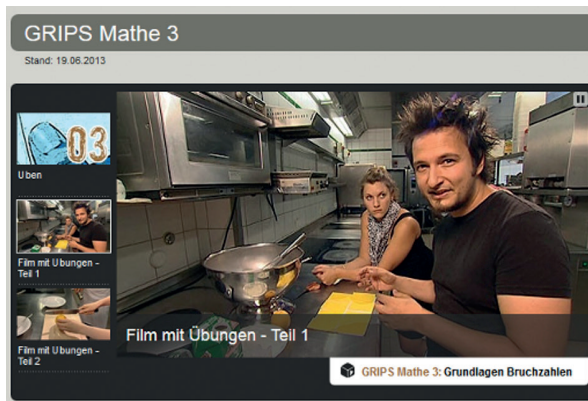 GRIPS Mathe 3
Stand: 19.06.2013
03
Üben
Film mit Übungen -
Teil 1
Film mit Übungen -
Teil 2
Film mit Übungen - Teil 1
GRIPS Mathe 3: Grundlagen Bruchzahlen